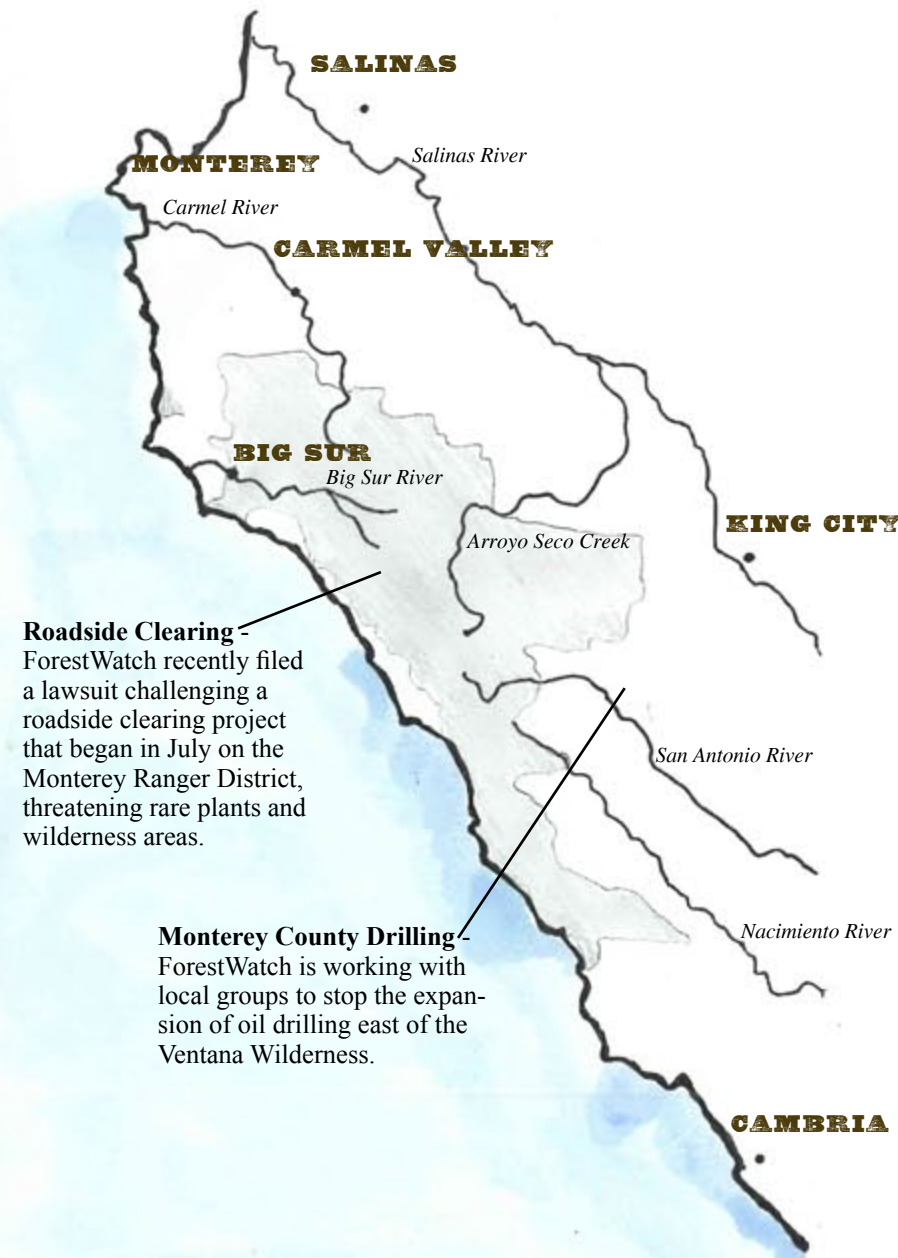 SALINAS
Salinas River
MONTEREY
Carmel River
CARMEL VALLEY
BIG SUR
Big Sur River
KING CITY
Arroyo Seco Creek
Roadside Clearing -
ForestWatch recently filed
a lawsuit challenging a
roadside clearing project
that began in July on the
Monterey Ranger District,
threatening rare plants and
wilderness areas.
San Antonio River
Monterey County Drilling -
ForestWatch is working with
local groups to stop the expan-
sion of oil drilling east of the
Ventana Wilderness.
Nacimiento River
CAMBRIA